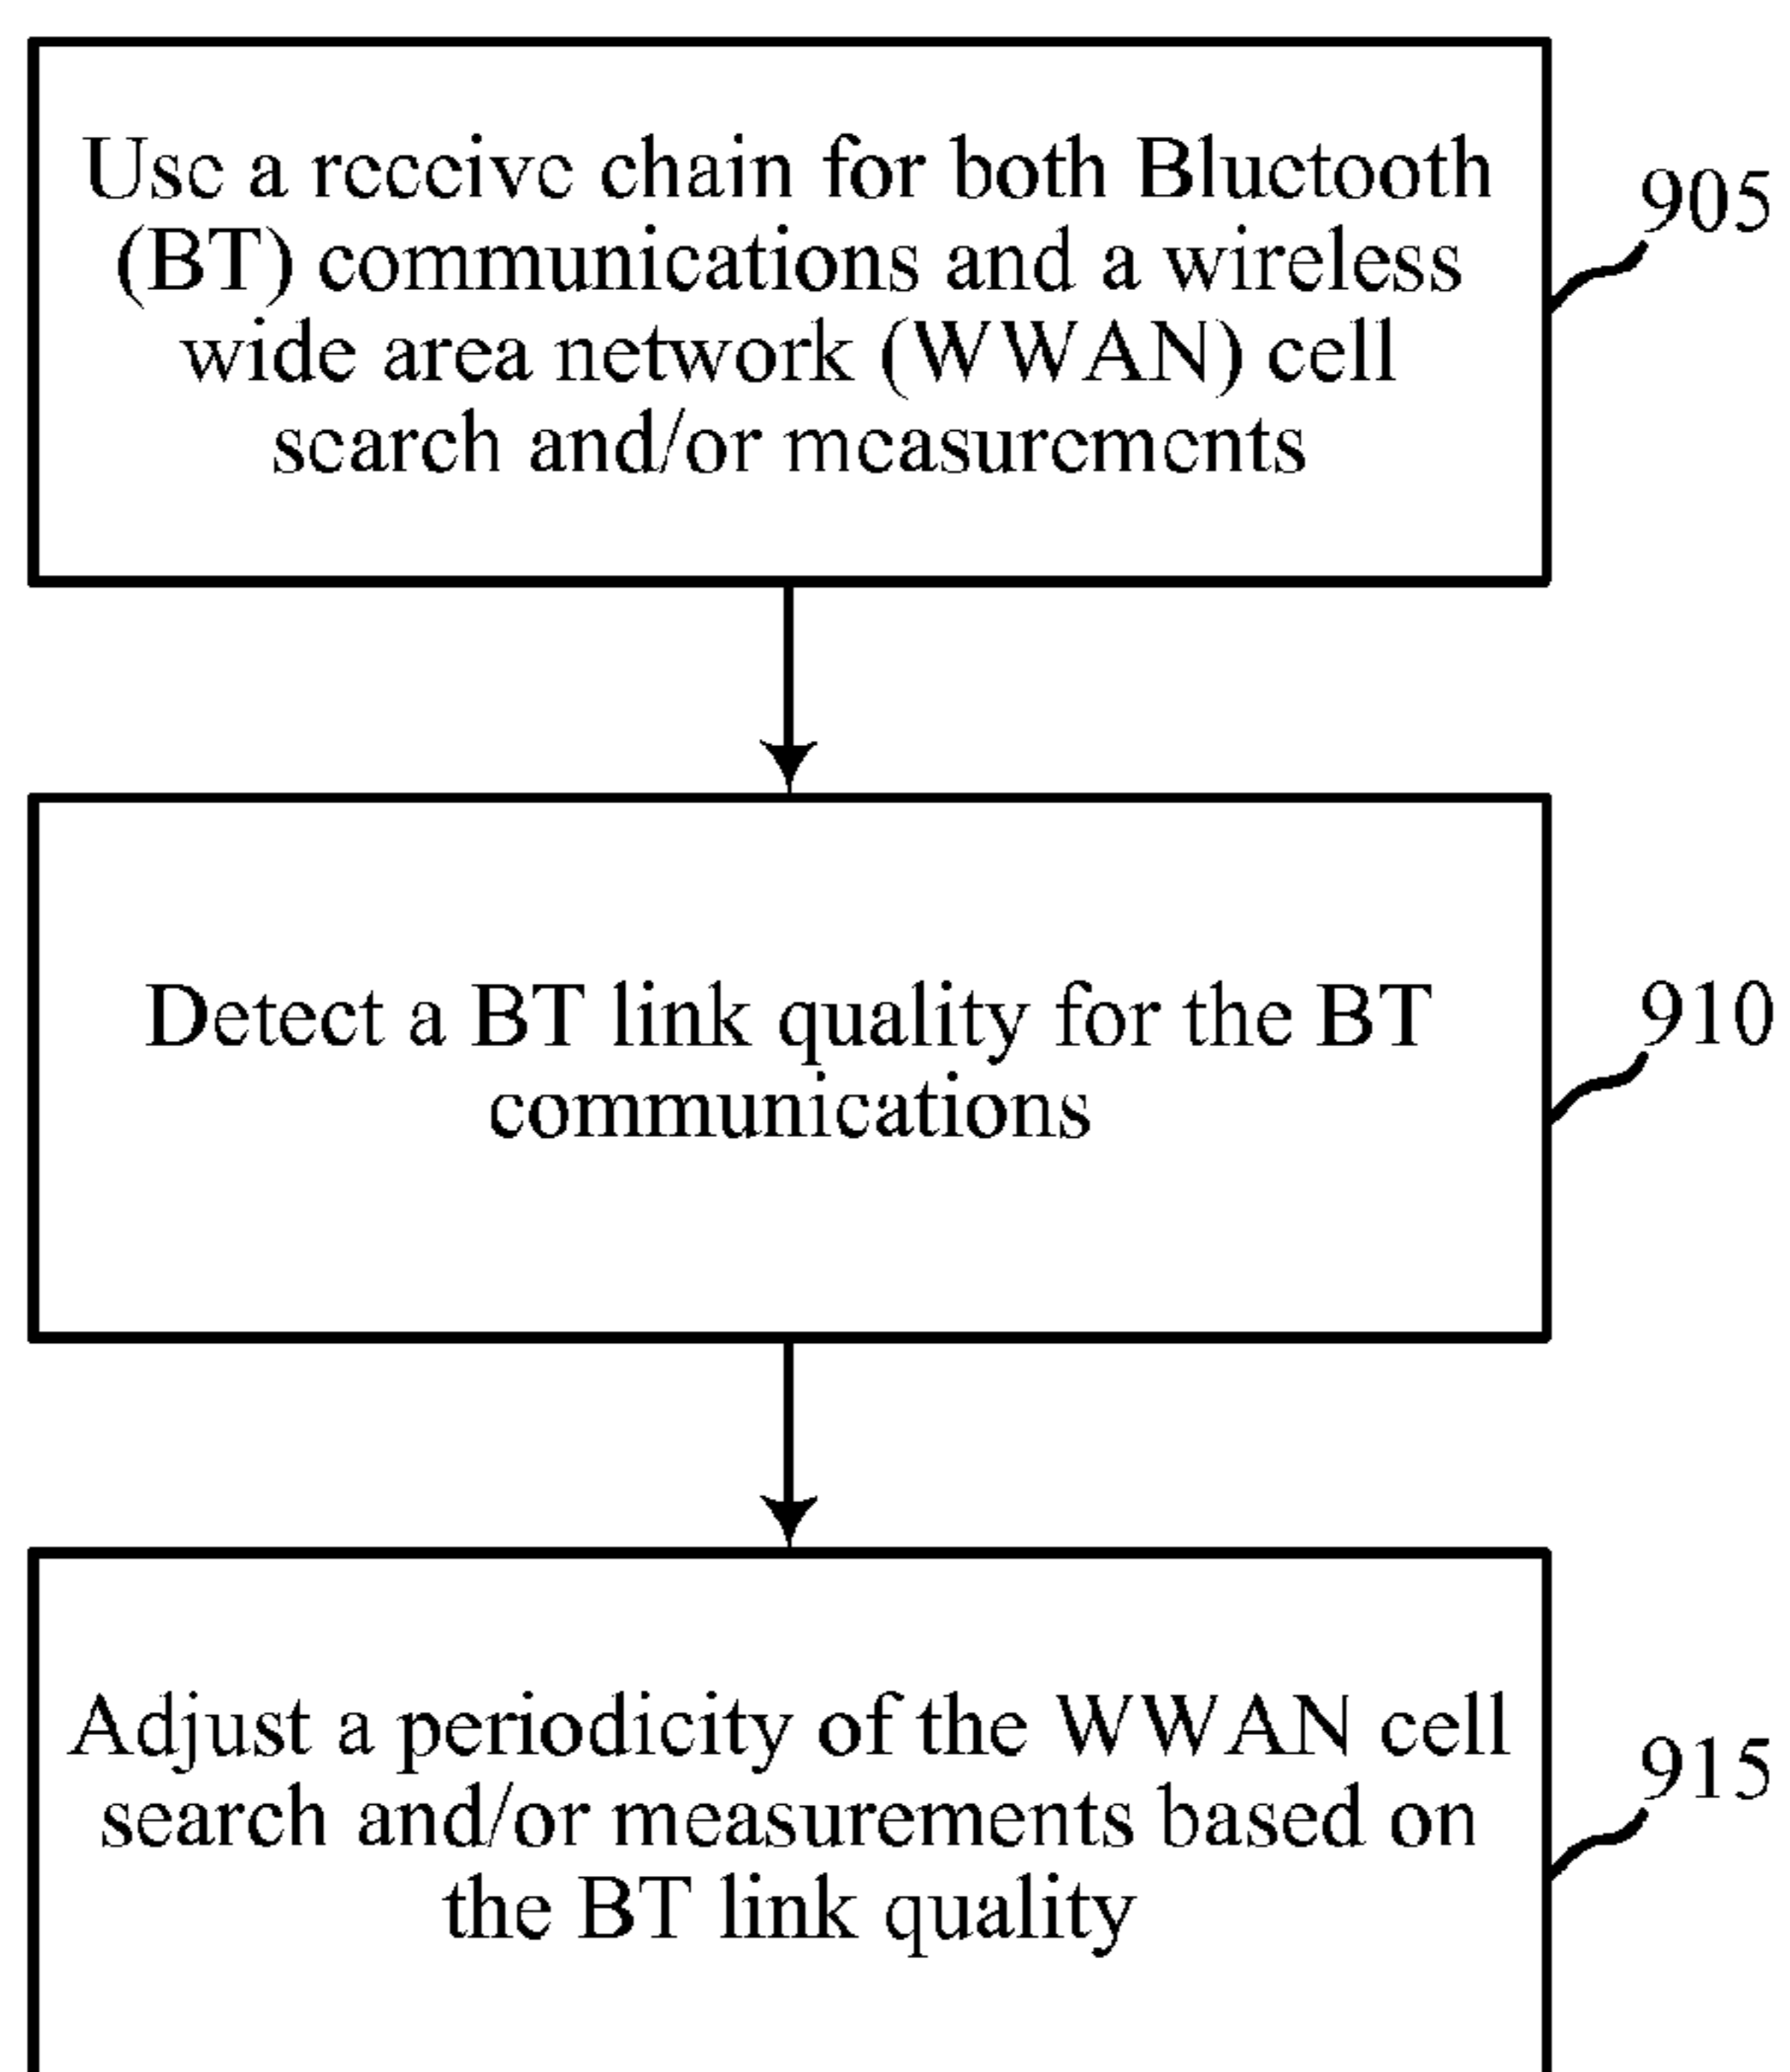 Use a receive chain for both Bluetooth
(BT) communications and a wireless
wide area network (WWAN) cell
search and/or measurements
905
Detect a BT link quality for the BT
communications
910
Adjust a periodicity of the WWAN cell
search and/or measurements based on
the BT link quality
915